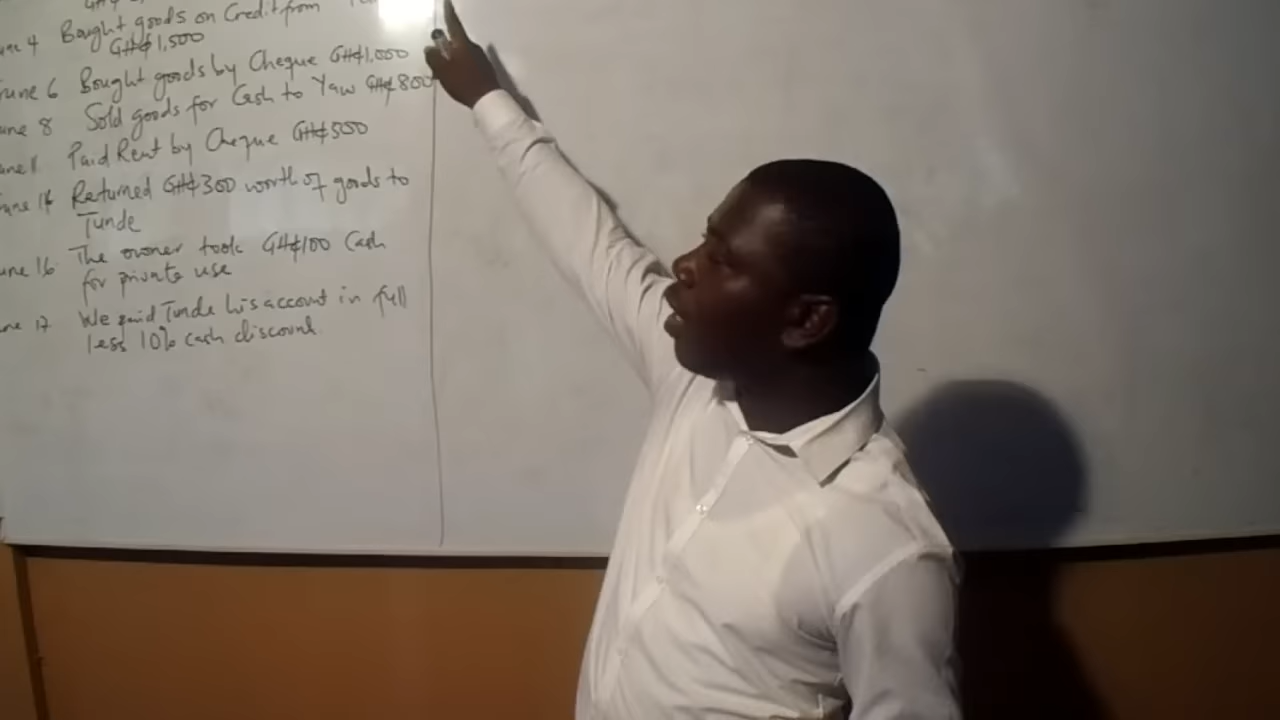 4 Bought goods on Credit from
GH₵1,500
June 6 Bought goods by Cheque GH₵1,000
June 8 Sold goods for Cash to Yaw GH₵800
Paid Rent by Cheque GH₵500
June 14 Returned GH₵300 worth of goods to
Tunde
June 16 The owner took GH₵100 Cash
for private use
June 17 We paid Tunde his account in full
less 10% cash discount.